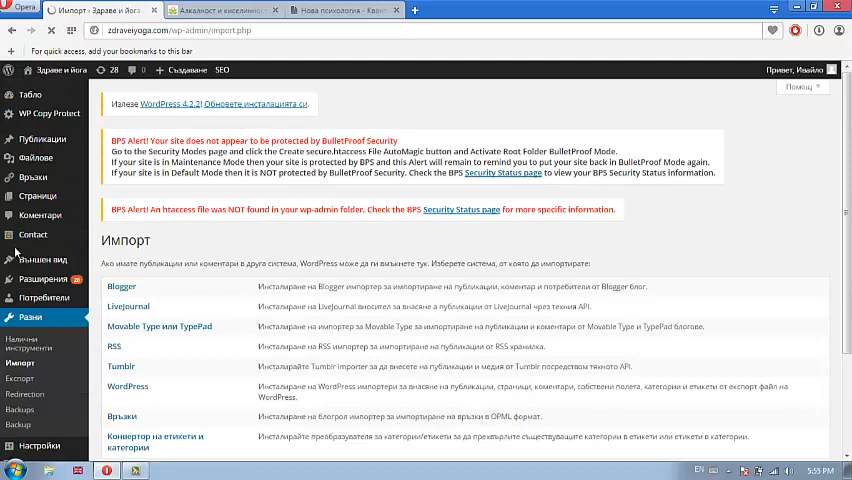 Opera
Импорт ‹ Здраве и йога
Алкалност и киселинност
Нова психология - Квант
zdraveiyoga.com/wp-admin/import.php
For quick access, add your bookmarks to this bar
Здраве и йога
28
0
Създаване
SEO
Привет, Ивайло
Помощ
Табло
WP Copy Protect
Публикации
Файлове
Връзки
Страници
Коментари
Contact
Външен вид
Разширения 20
Потребители
Разни
Налични инструменти
Импорт
Експорт
Redirection
Backups
Backup
Настройки
Излезе WordPress 4.2.2! Обновете инсталацията си.
BPS Alert! Your site does not appear to be protected by BulletProof Security
Go to the Security Modes page and click the Create secure.htaccess File AutoMagic button and Activate Root Folder BulletProof Mode.
If your site is in Maintenance Mode then your site is protected by BPS and this Alert will remain to remind you to put your site back in BulletProof Mode again.
If your site is in Default Mode then it is NOT protected by BulletProof Security. Check the BPS Security Status page to view your BPS Security Status information.
BPS Alert! An htaccess file was NOT found in your wp-admin folder. Check the BPS Security Status page for more specific information.
Импорт
Ако имате публикации или коментари в друга система, WordPress може да ги вмъкнете тук. Изберете система, от която да импортирате:
Blogger Инсталиране на Blogger импортер за импортиране на публикации, коментар и потребители от Blogger блог.
LiveJournal Инсталиране на LiveJournal вносител за внасяне а публикации от LiveJournal чрез техния API.
Movable Type или TypePad Инсталиране на импортер за Movable Type за импортиране на публикации и коментари от Movable Type и TypePad блогове.
RSS Инсталиране на RSS импортер за импортиране на публикации от RSS хранилка.
Tumblr Инсталирайте Tumblr importer за да внесете на публикации и медия от Tumblr посредством тяхното API.
WordPress Инсталиране на WordPress импортери за внасяне на публикации, страници, коментари, собствени полета, категории и етикети от експорт файл на
WordPress.
Връзки Инсталиране на блогрол импортер за импортиране на връзки в OPML формат.
Конвертор на етикети и Инсталирайте преобразувателя за категории/етикети за да прехвърлите съществуващите категории в етикети или етикети в категории.
категории
EN
5:55 PM